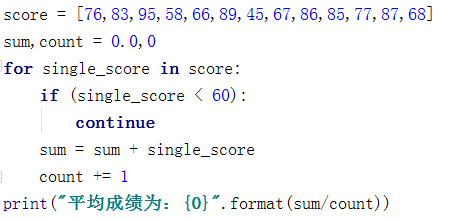 score = [76,83,95,58,66,89,45,67,86,85,77,87,68]
sum,count = 0.0,0
for single_score in score:
    if (single_score < 60):
        continue
    sum = sum + single_score
    count += 1
print("平均成绩为: {0}".format(sum/count))